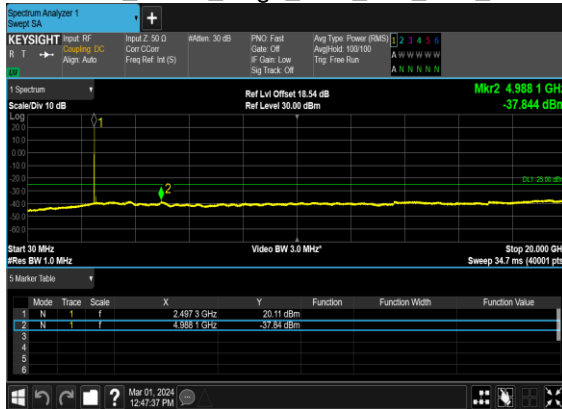 Spectrum Analyzer 1
Swept SA
+
KEYSIGHT Input: RF Input Z: 50 Ω #Atten: 30 dB PNO: Fast Avg Type: Power (RMS) 1 2 3 4 5 6
R T Coupling: DC Corr CCorr Gate: Off Avg|Hold: 100/100 A W W W W W
Align: Auto Freq Ref: Int (S) IF Gain: Low Trig: Free Run
Sig Track: Off A N N N N N
1 Spectrum
Ref Lvl Offset 18.54 dB Mkr2 4.988 1 GHz
Scale/Div 10 dB Ref Level 30.00 dBm -37.844 dBm
Log
20.0
10.0
0.00
-10.0
-20.0
-30.0
-40.0
-50.0
-60.0
1
2
DL1 -25.00 dBm
Start 30 MHz Video BW 3.0 MHz* Stop 20.000 GHz
#Res BW 1.0 MHz Sweep 34.7 ms (40001 pts)
5 Marker Table
Mode Trace Scale X Y Function Function Width Function Value
1 N 1 f 2.497 3 GHz 20.11 dBm
2 N 1 f 4.988 1 GHz -37.84 dBm
3
4
5
6
? Mar 01, 2024
12:47:37 PM